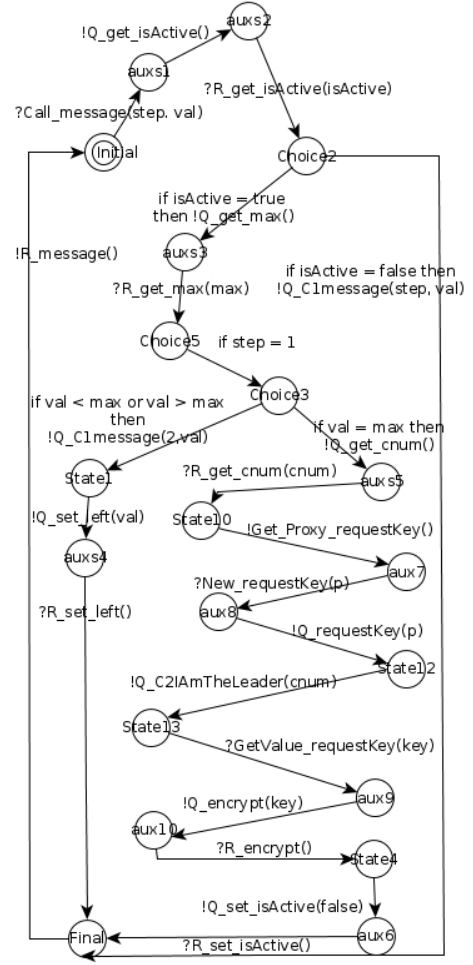 auxs2
!Q_get_isActive()
auxs1
?R_get_isActive(isActive)
?Call_message(step. val)
Initial
Choice2
if isActive = true
then !Q_get_max()
!R_message()
auxs3
if isActive = false then
!Q_C1message(step, val)
?R_get_max(max)
Choice5
if step = 1
Choice3
if val < max or val > max
then
!Q_C1message(2,val)
if val = max then
!Q_get_cnum()
State1
?R_get_cnum(cnum)
auxs5
!Q_set_left(val)
State10
!Get_Proxy_requestKey()
auxs4
aux7
?New_requestKey(p)
?R_set_left()
aux8
!Q_requestKey(p)
State12
!Q_C2IAmTheLeader(cnum)
State13
?GetValue_requestKey(key)
aux9
!Q_encrypt(key)
aux10
?R_encrypt()
State4
!Q_set_isActive(false)
Final
aux6
?R_set_isActive()